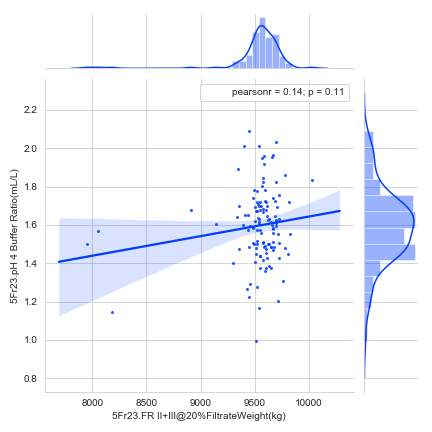 pearsonr = 0.14; p = 0.11
2.2
2.0
1.8
1.6
1.4
1.2
1.0
0.8
5Fr23.pH 4 Buffer Ratio(mL/L)
8000 8500 9000 9500 10000
5Fr23.FR II+III@20%FiltrateWeight(kg)